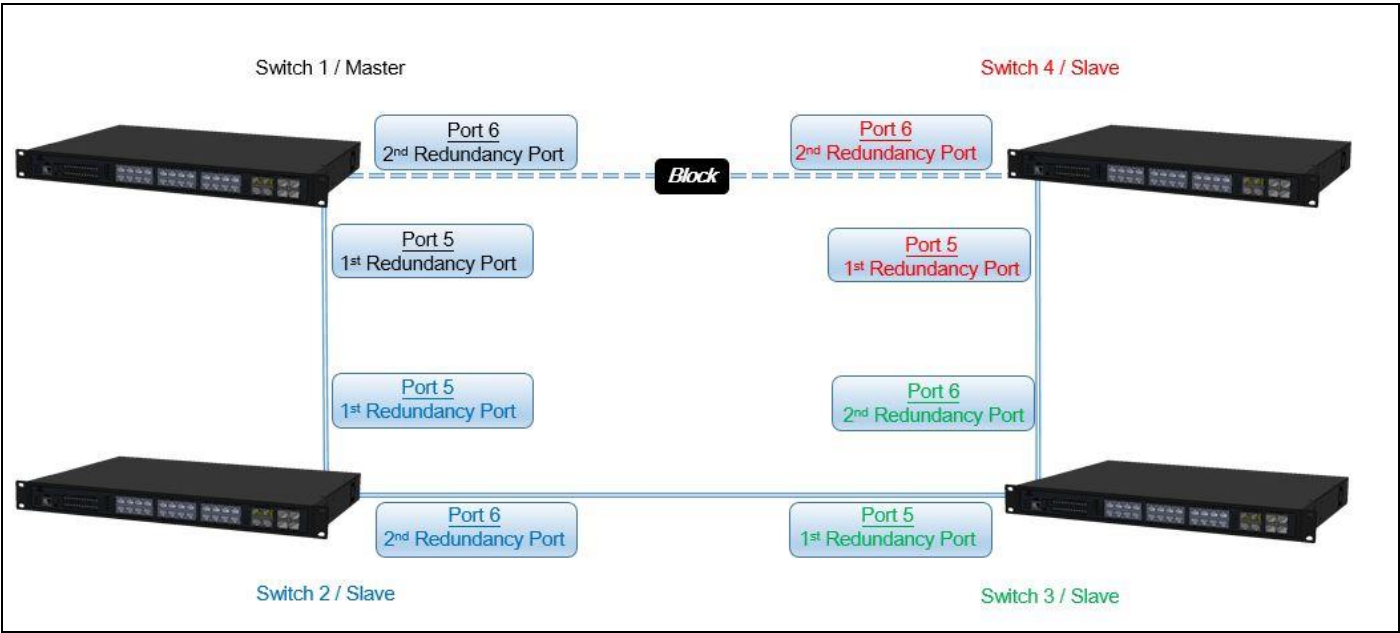 Switch 1 / Master
Switch 4 / Slave
Port 6
2nd Redundancy Port
Port 6
2nd Redundancy Port
Block
Port 5
1st Redundancy Port
Port 5
1st Redundancy Port
Port 5
1st Redundancy Port
Port 6
2nd Redundancy Port
Port 6
2nd Redundancy Port
Port 5
1st Redundancy Port
Switch 2 / Slave
Switch 3 / Slave